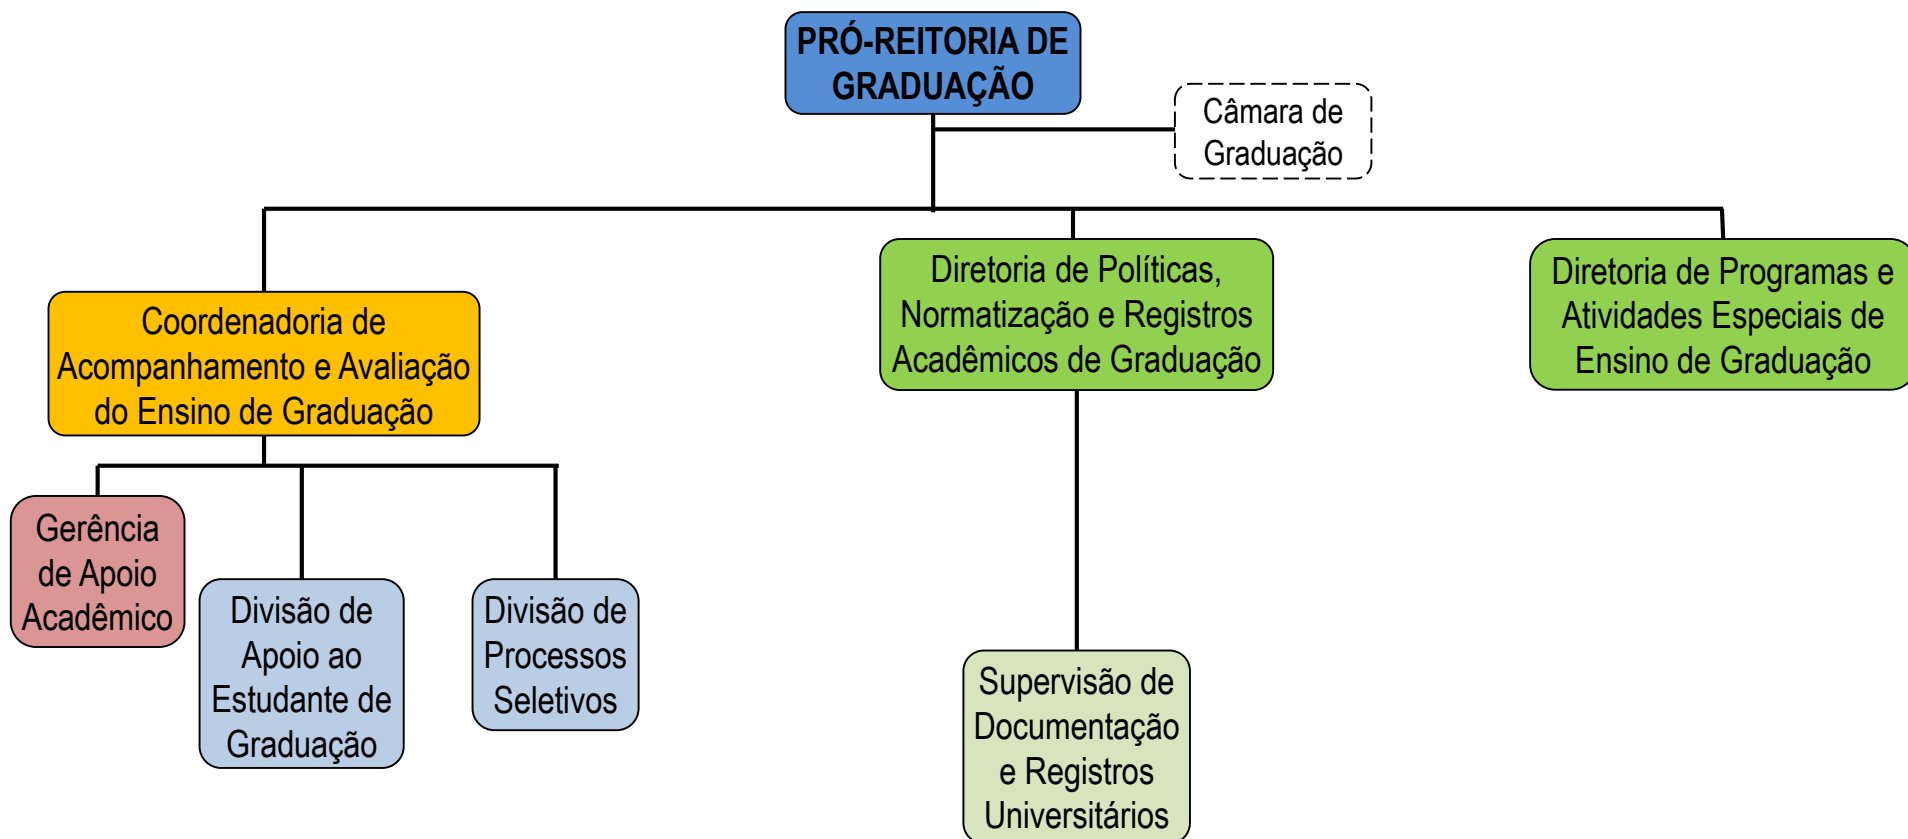 PRÓ-REITORIA DE
GRADUAÇÃO
Câmara de
Graduação
Coordenadoria de
Acompanhamento e Avaliação
do Ensino de Graduação
Diretoria de Políticas,
Normatização e Registros
Acadêmicos de Graduação
Diretoria de Programas e
Atividades Especiais de
Ensino de Graduação
Gerência
de Apoio
Acadêmico
Divisão de
Apoio ao
Estudante de
Graduação
Divisão de
Processos
Seletivos
Supervisão de
Documentação
e Registros
Universitários